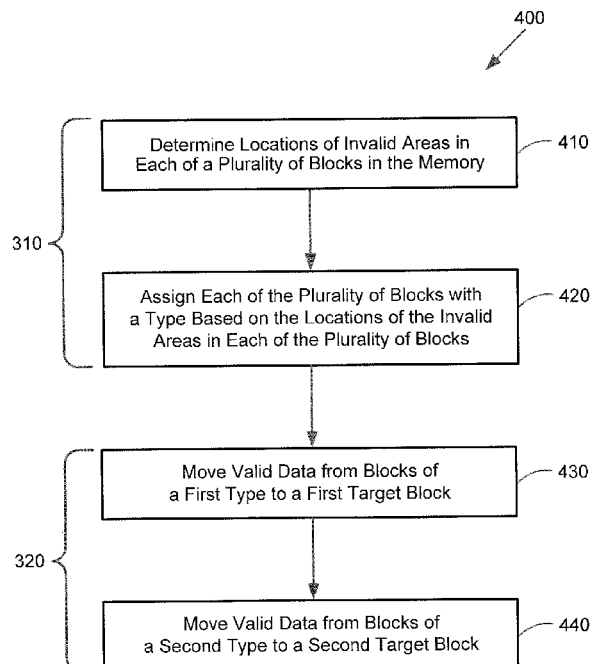 400
Determine Locations of Invalid Areas in
Each of a Plurality of Blocks in the Memory
410
310
Assign Each of the Plurality of Blocks with
a Type Based on the Locations of the Invalid
Areas in Each of the Plurality of Blocks
420
Move Valid Data from Blocks of
a First Type to a First Target Block
430
320
Move Valid Data from Blocks of
a Second Type to a Second Target Block
440